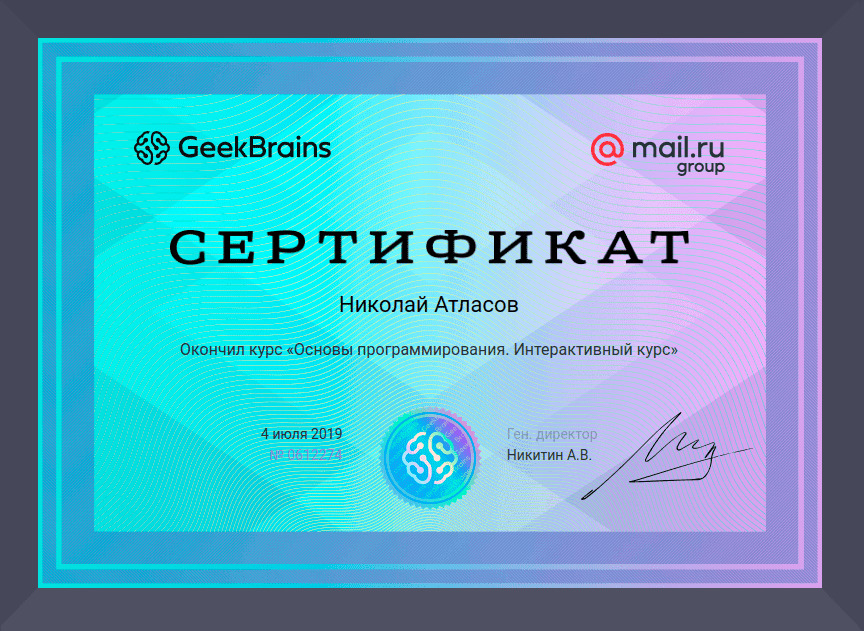 GeekBrains
mail.ru
group
СЕРТИФИКАТ
Николай Атласов
Окончил курс «Основы программирования. Интерактивный курс»
4 июля 2019
№ 0612274
Ген. директор
Никитин А.В.